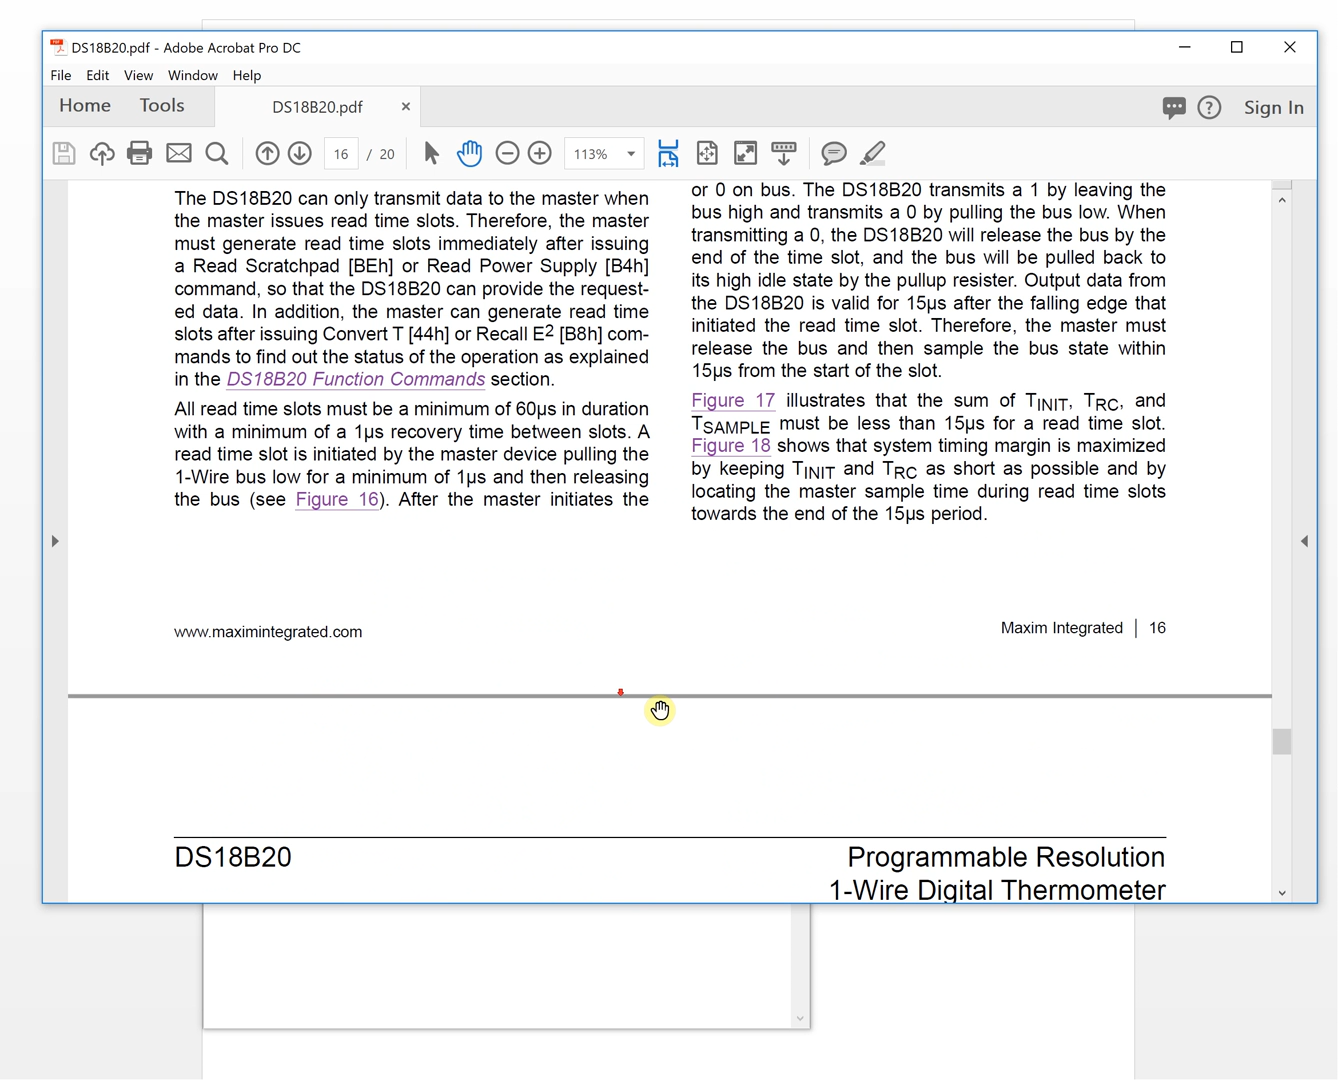 DS18B20.pdf - Adobe Acrobat Pro DC
File Edit View Window Help
Home Tools DS18B20.pdf × Sign In
16 / 20 113%
The DS18B20 can only transmit data to the master when
the master issues read time slots. Therefore, the master
must generate read time slots immediately after issuing
a Read Scratchpad [BEh] or Read Power Supply [B4h]
command, so that the DS18B20 can provide the request-
ed data. In addition, the master can generate read time
slots after issuing Convert T [44h] or Recall E2 [B8h] com-
mands to find out the status of the operation as explained
in the DS18B20 Function Commands section.
All read time slots must be a minimum of 60µs in duration
with a minimum of a 1µs recovery time between slots. A
read time slot is initiated by the master device pulling the
1-Wire bus low for a minimum of 1µs and then releasing
the bus (see Figure 16). After the master initiates the
or 0 on bus. The DS18B20 transmits a 1 by leaving the
bus high and transmits a 0 by pulling the bus low. When
transmitting a 0, the DS18B20 will release the bus by the
end of the time slot, and the bus will be pulled back to
its high idle state by the pullup resister. Output data from
the DS18B20 is valid for 15µs after the falling edge that
initiated the read time slot. Therefore, the master must
release the bus and then sample the bus state within
15µs from the start of the slot.
Figure 17 illustrates that the sum of TINIT, TRC, and
TSAMPLE must be less than 15µs for a read time slot.
Figure 18 shows that system timing margin is maximized
by keeping TINIT and TRC as short as possible and by
locating the master sample time during read time slots
towards the end of the 15µs period.
www.maximintegrated.com
Maxim Integrated | 16
DS18B20
Programmable Resolution
1-Wire Digital Thermometer